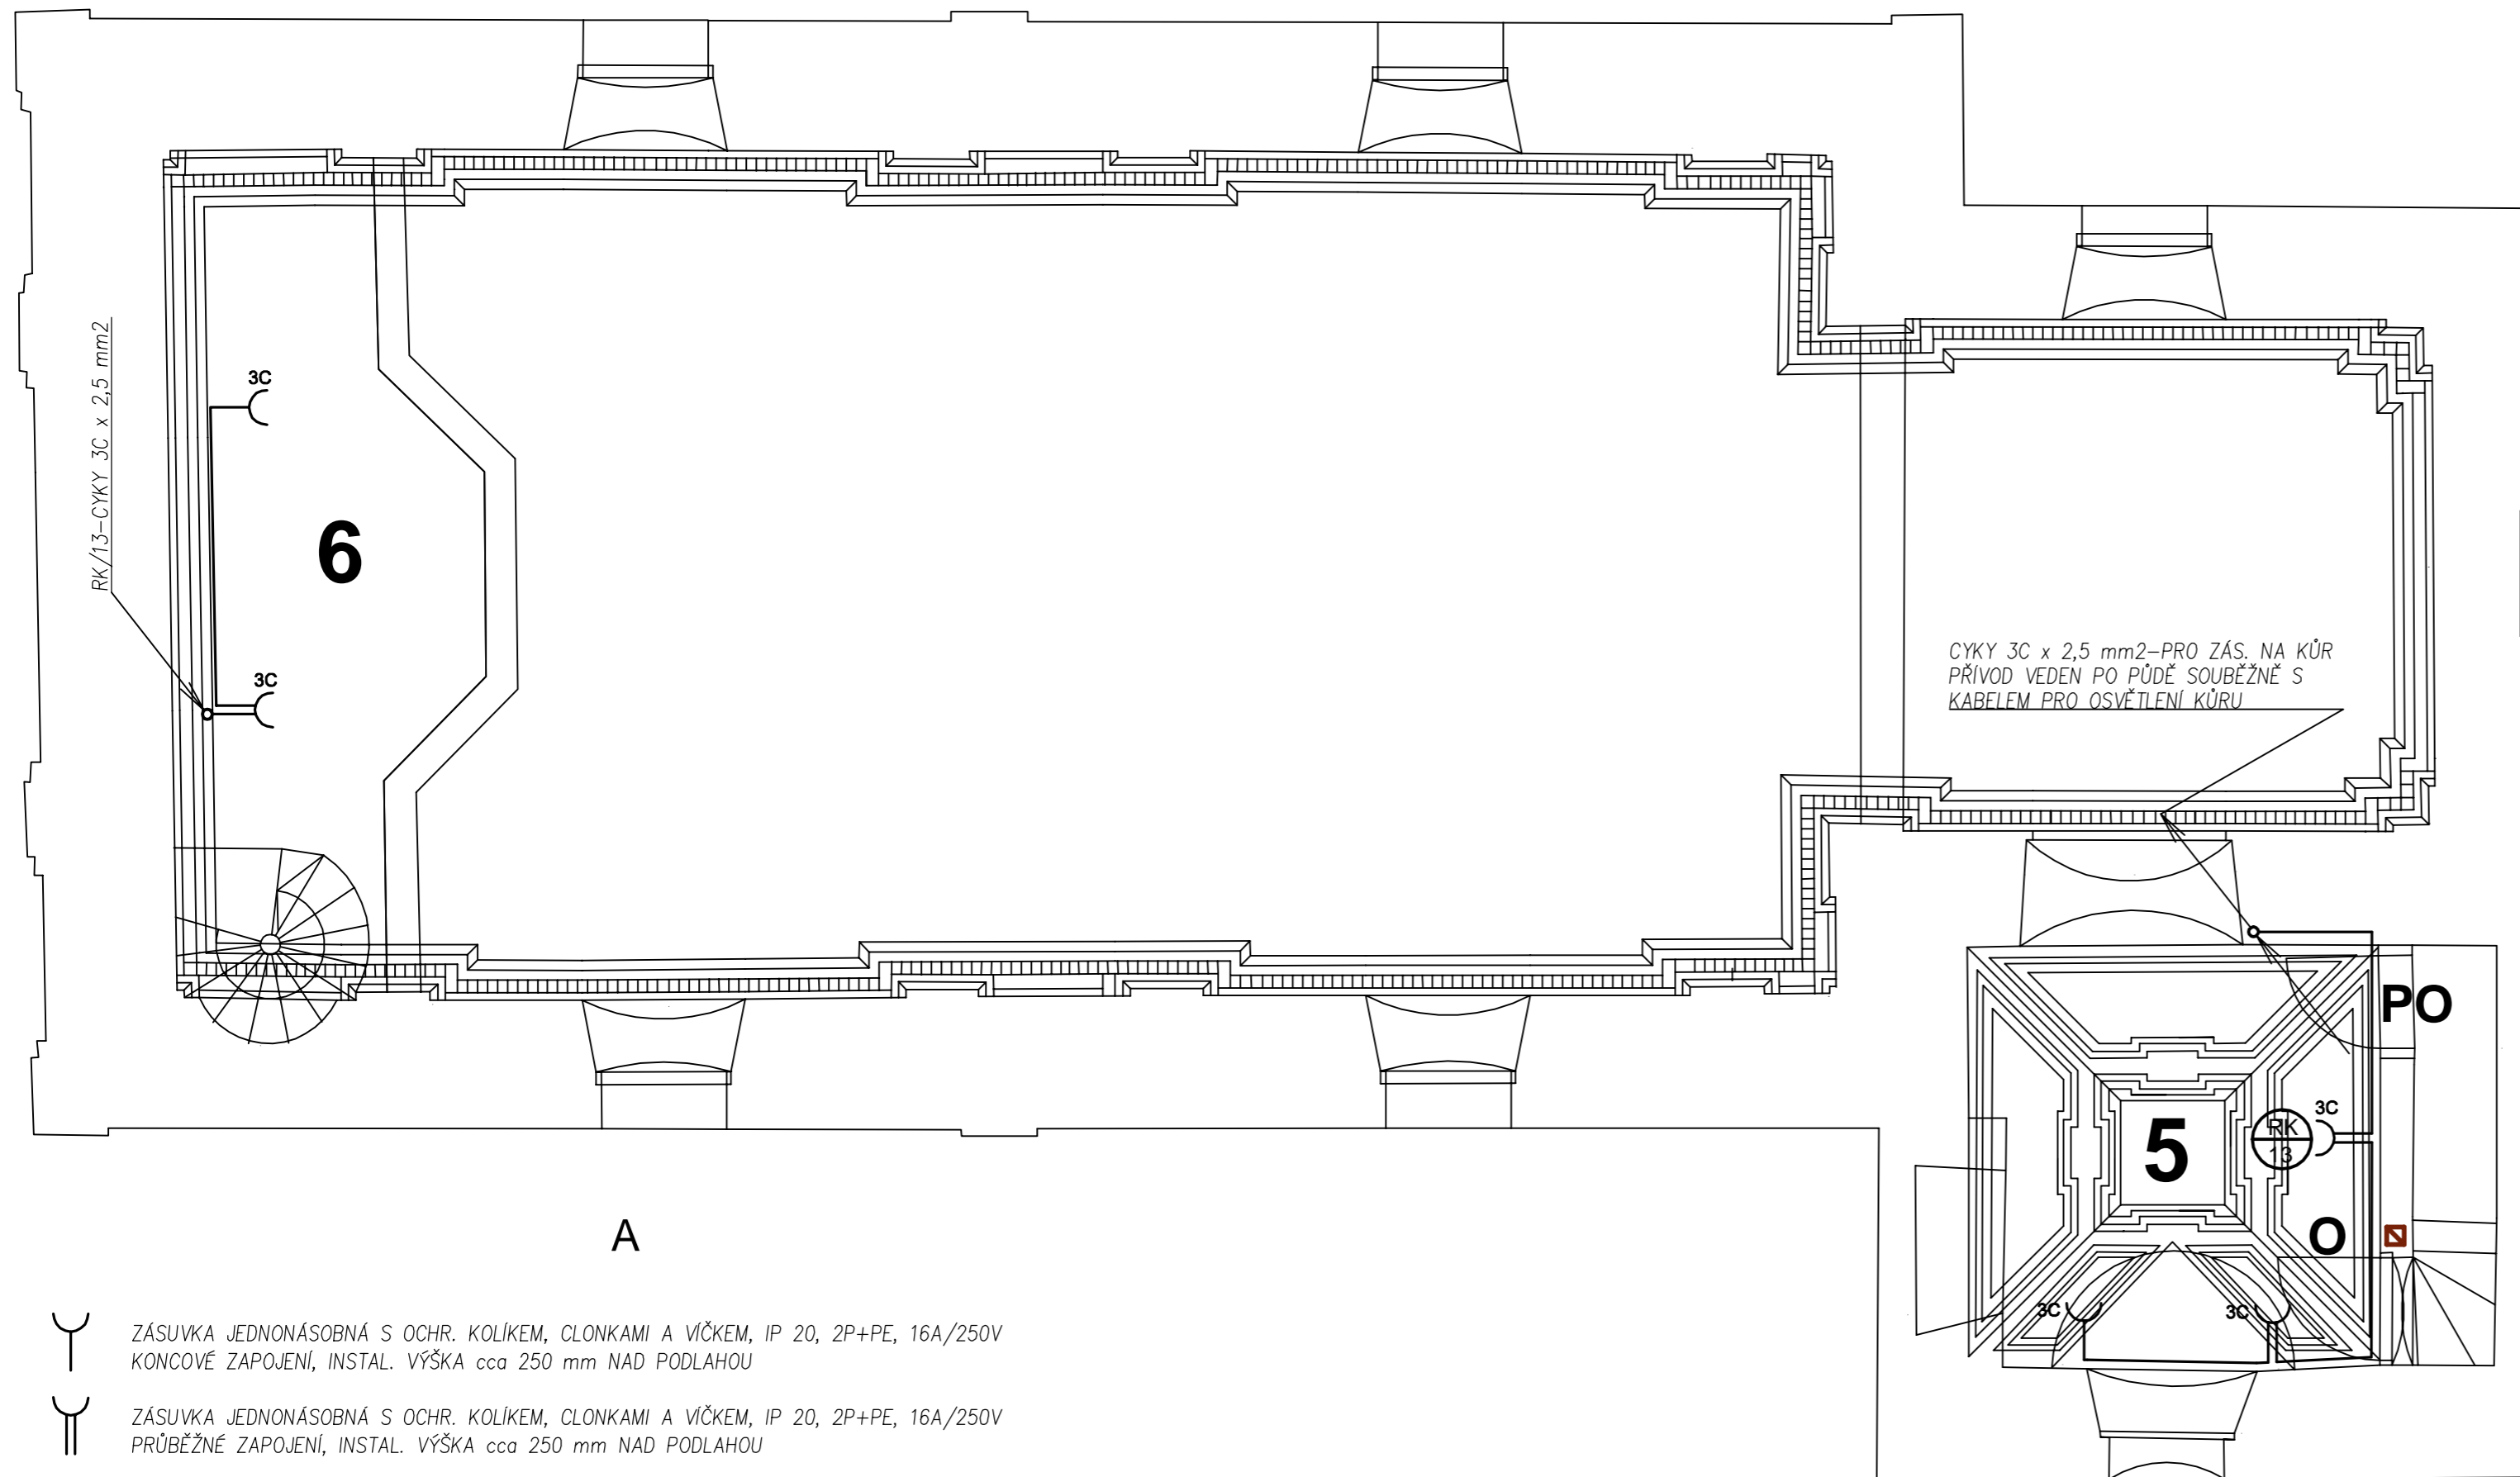 RK/13-CYKY 3C x 2,5 mm2
3C
6
3C
CYKY 3C x 2,5 mm2-PRO ZÁS. NA KŮR
PŘÍVOD VEDEN PO PŮDĚ SOUBĚŽNĚ S
KABELEM PRO OSVĚTLENÍ KŮRU
PO
3C
RK
13
5
O
3C
3C
A
ZÁSUVKA JEDNONÁSOBNÁ S OCHR. KOLÍKEM, CLONKAMI A VÍČKEM, IP 20, 2P+PE, 16A/250V
KONCOVÉ ZAPOJENÍ, INSTAL. VÝŠKA cca 250 mm NAD PODLAHOU
ZÁSUVKA JEDNONÁSOBNÁ S OCHR. KOLÍKEM, CLONKAMI A VÍČKEM, IP 20, 2P+PE, 16A/250V
PRŮBĚŽNÉ ZAPOJENÍ, INSTAL. VÝŠKA cca 250 mm NAD PODLAHOU